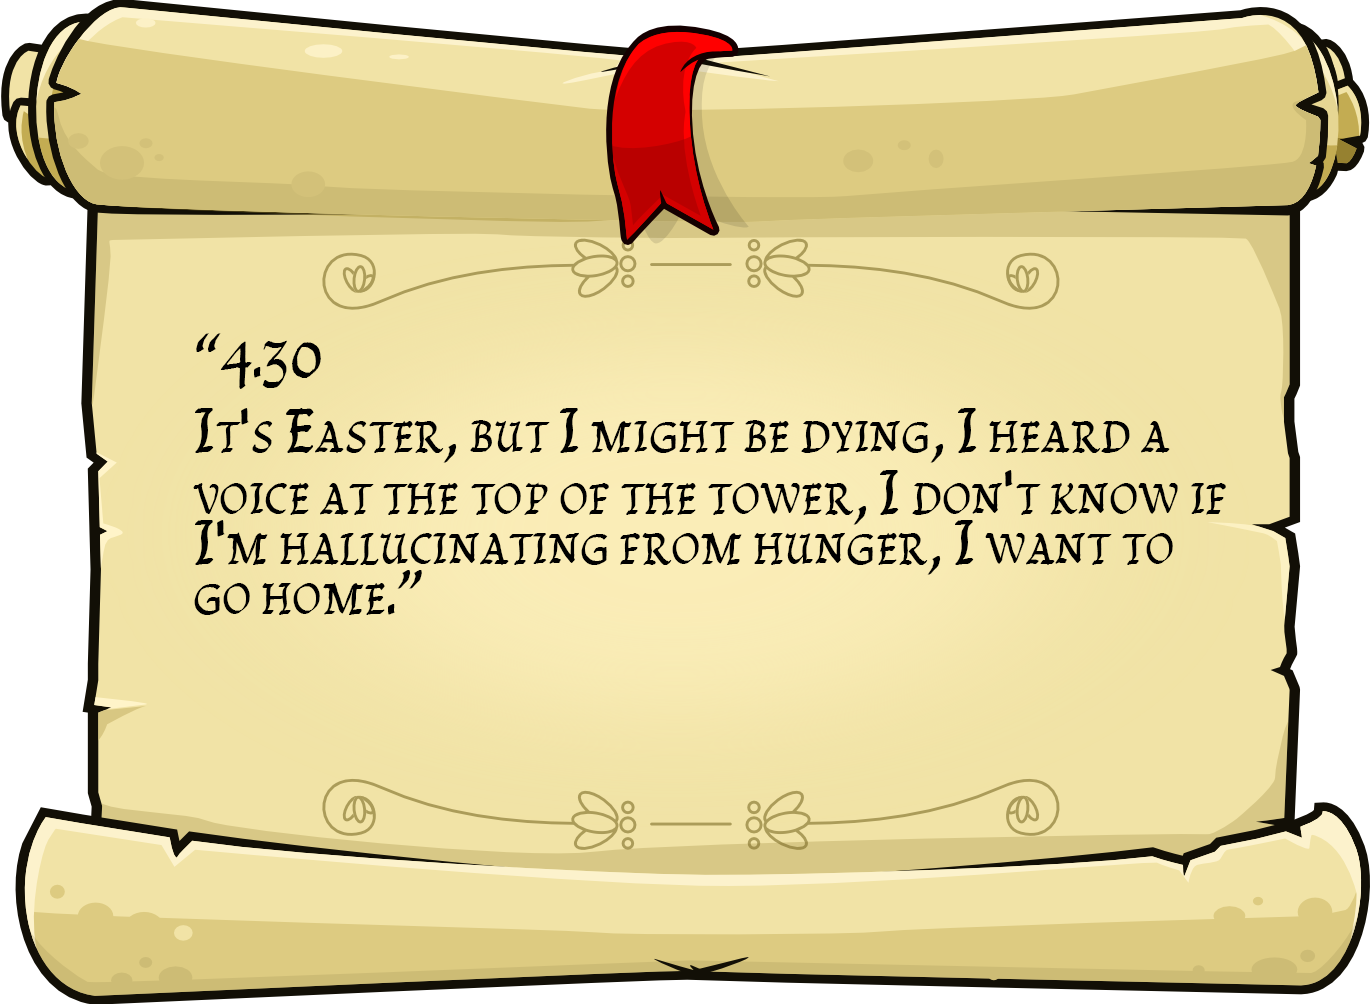 “4.30
It's Easter, but I might be dying, I heard a
voice at the top of the tower, I don't know if
I'm hallucinating from hunger, I want to
go home.”